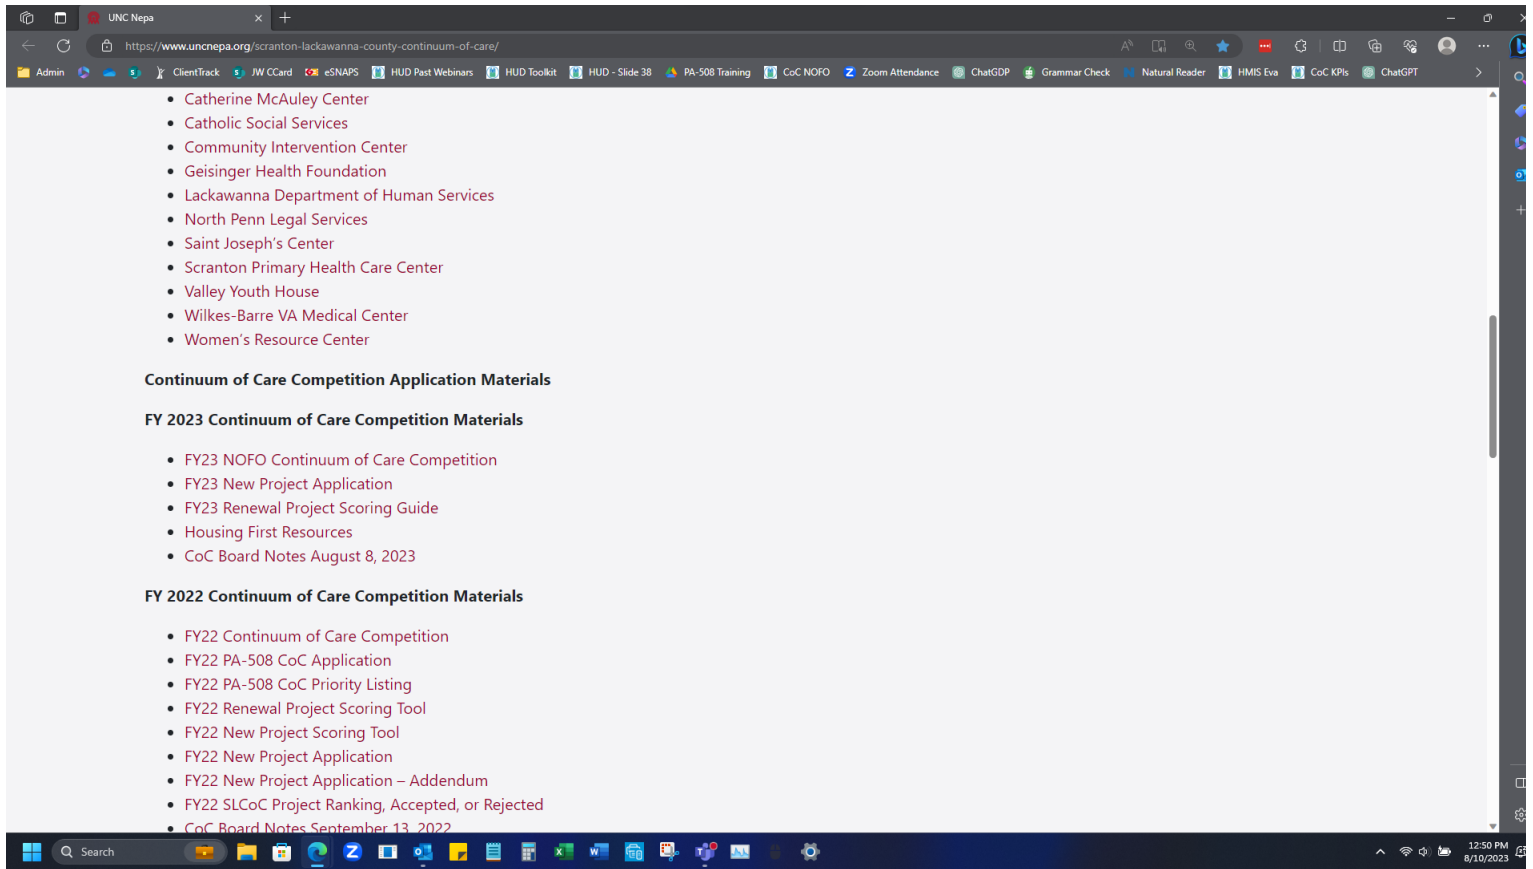 UNC Nepa
https://www.uncnepa.org/scranton-lackawanna-county-continuum-of-care/
Admin ClientTrack JW CCard eSNAPS HUD Past Webinars HUD Toolkit HUD - Slide 38 PA-508 Training CoC NOFO Zoom Attendance ChatGDP Grammar Check Natural Reader HMIS Eva CoC KPIs ChatGPT
Catherine McAuley Center
Catholic Social Services
Community Intervention Center
Geisinger Health Foundation
Lackawanna Department of Human Services
North Penn Legal Services
Saint Joseph's Center
Scranton Primary Health Care Center
Valley Youth House
Wilkes-Barre VA Medical Center
Women's Resource Center
Continuum of Care Competition Application Materials
FY 2023 Continuum of Care Competition Materials
FY23 NOFO Continuum of Care Competition
FY23 New Project Application
FY23 Renewal Project Scoring Guide
Housing First Resources
CoC Board Notes August 8, 2023
FY 2022 Continuum of Care Competition Materials
FY22 Continuum of Care Competition
FY22 PA-508 CoC Application
FY22 PA-508 CoC Priority Listing
FY22 Renewal Project Scoring Tool
FY22 New Project Scoring Tool
FY22 New Project Application
FY22 New Project Application – Addendum
FY22 SLCoC Project Ranking, Accepted, or Rejected
CoC Board Notes September 13, 2022
Search
12:50 PM
8/10/2023